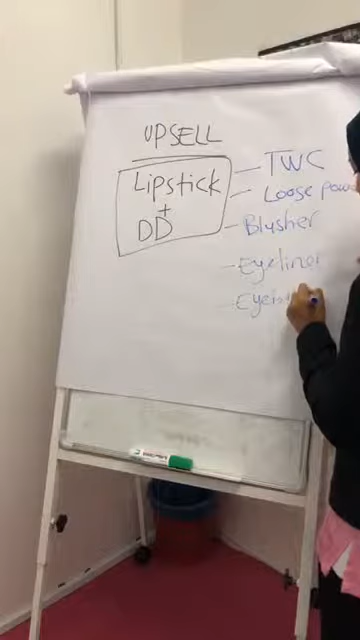 UPSELL
Lipstick
+
DD
- TWC
- Loose pow
- Blusher
- Eyeliner